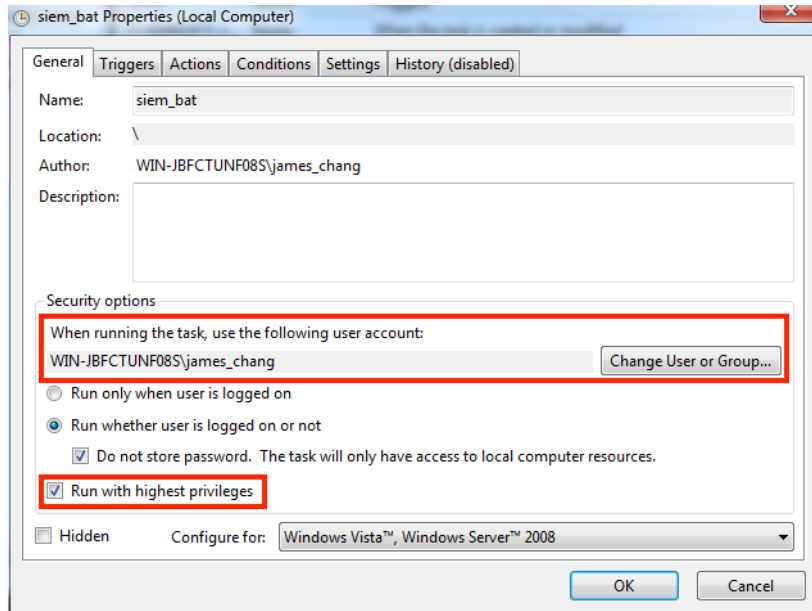 siem_bat Properties (Local Computer)
General Triggers Actions Conditions Settings History (disabled)
Name: siem_bat
Location: \
Author: WIN-JBFCTUNF08S\james_chang
Description:
Security options
When running the task, use the following user account:
WIN-JBFCTUNF08S\james_chang Change User or Group...
Run only when user is logged on
Run whether user is logged on or not
Do not store password. The task will only have access to local computer resources.
Run with highest privileges
Hidden Configure for: Windows Vista™, Windows Server™ 2008
OK Cancel